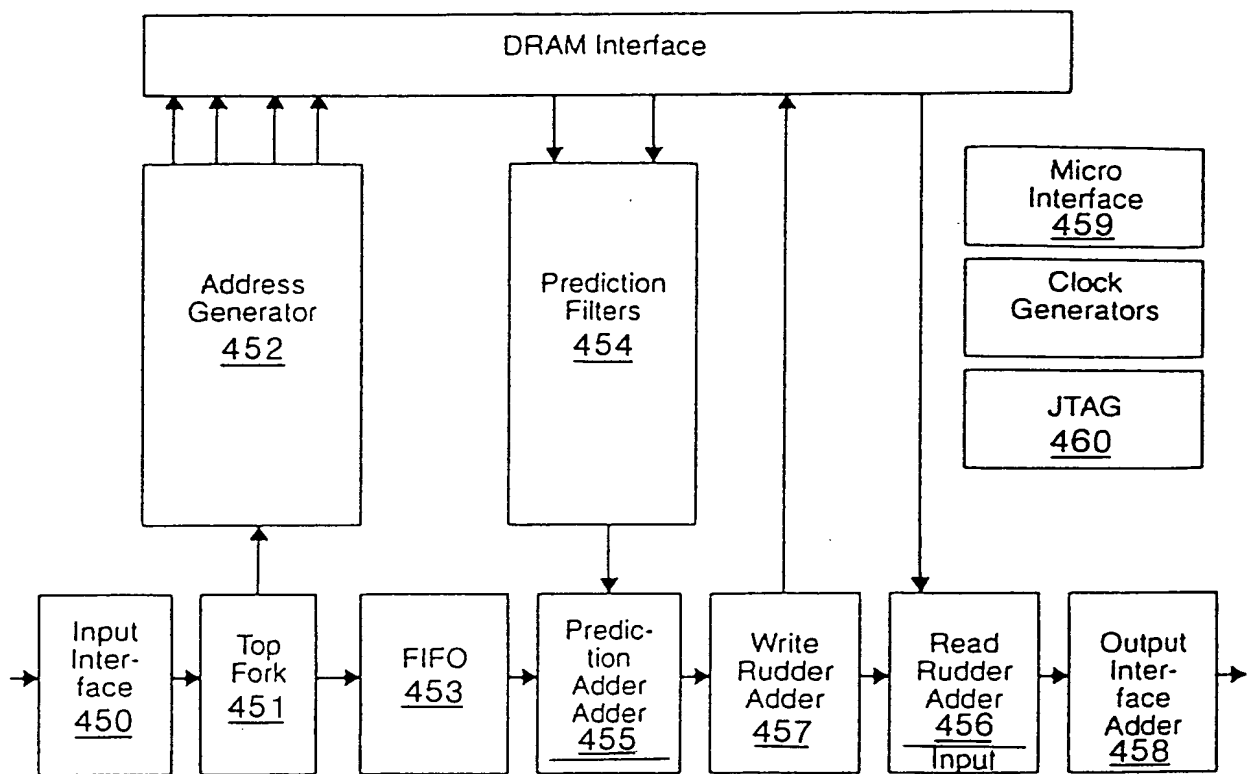 DRAM Interface
Micro
Interface
459
Clock
Generators
JTAG
460
Address
Generator
452
Prediction
Filters
454
Input
Inter-
face
450
Top
Fork
451
FIFO
453
Predic-
tion
Adder
Adder
455
Write
Rudder
Adder
457
Read
Rudder
Adder
456
Input
Output
Inter-
face
Adder
458